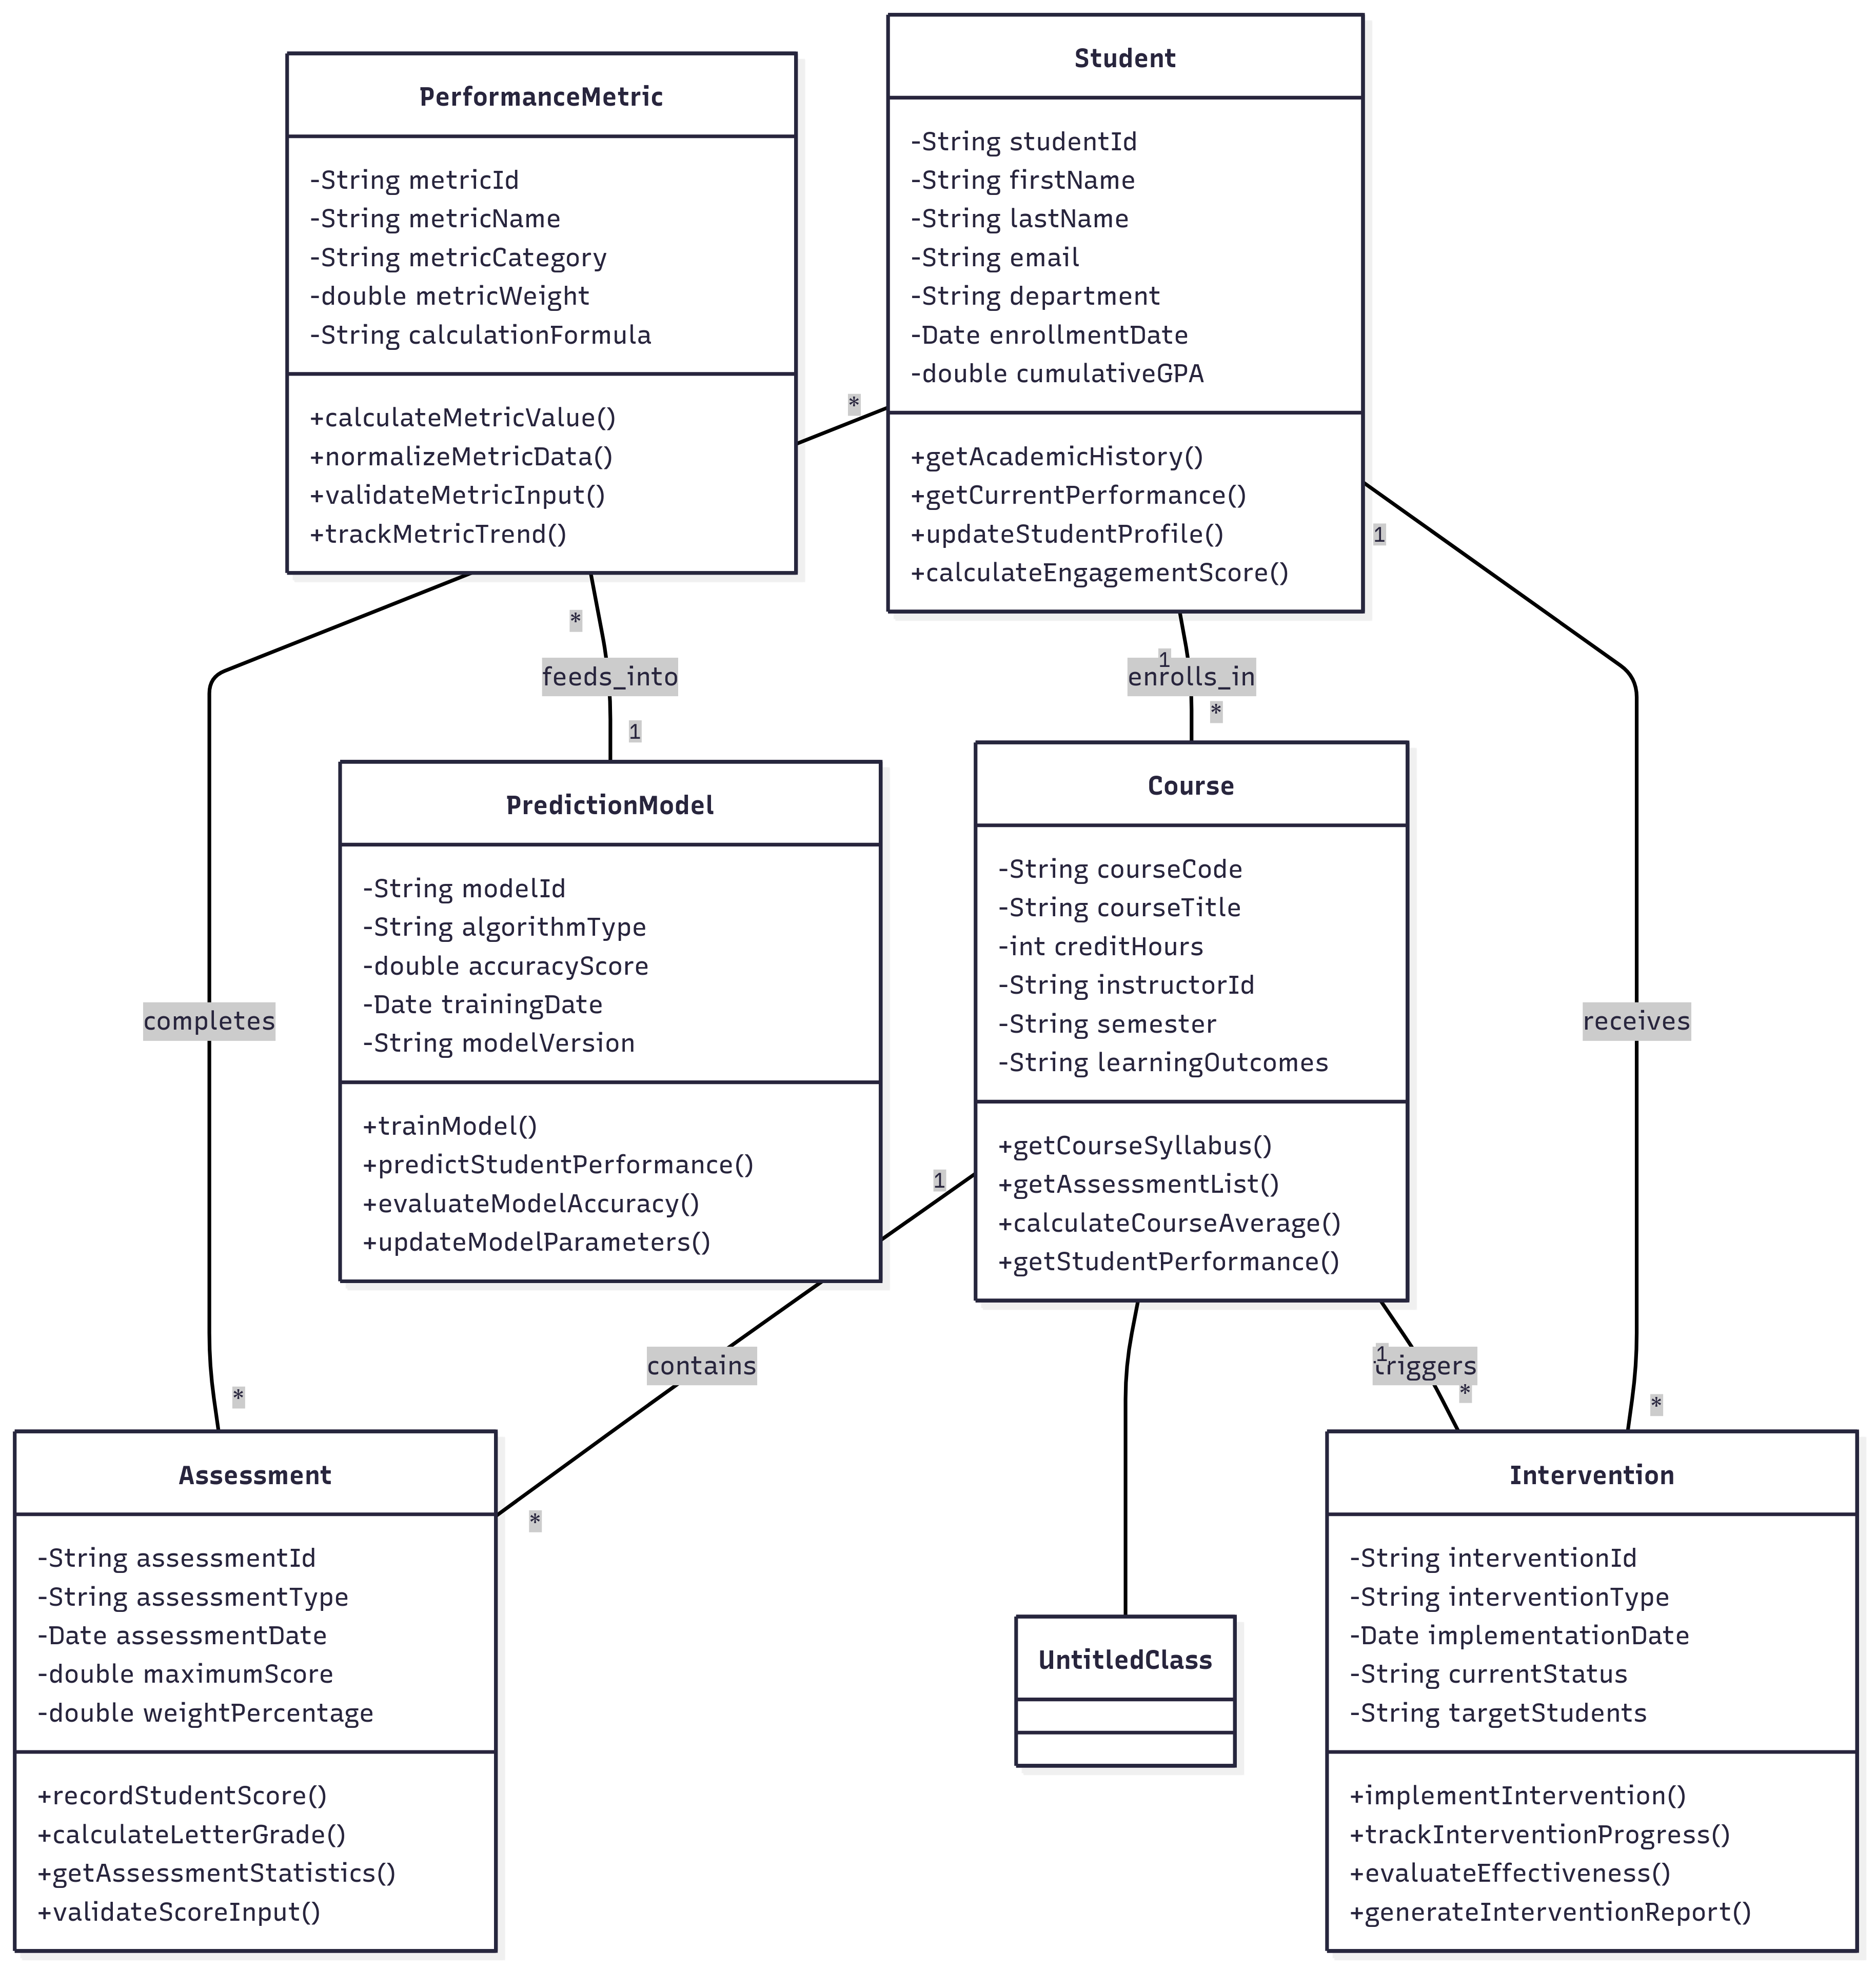 PerformanceMetric
-String metricId
-String metricName
-String metricCategory
-double metricWeight
-String calculationFormula
+calculateMetricValue()
+normalizeMetricData()
+validateMetricInput()
+trackMetricTrend()
Student
-String studentId
-String firstName
-String lastName
-String email
-String department
-Date enrollmentDate
-double cumulativeGPA
+getAcademicHistory()
+getCurrentPerformance()
+updateStudentProfile()
+calculateEngagementScore()
*
1
*
feeds_into
1
1
enrolls_in
*
PredictionModel
-String modelId
-String algorithmType
-double accuracyScore
-Date trainingDate
-String modelVersion
+trainModel()
+predictStudentPerformance()
+evaluateModelAccuracy()
+updateModelParameters()
Course
-String courseCode
-String courseTitle
-int creditHours
-String instructorId
-String semester
-String learningOutcomes
+getCourseSyllabus()
+getAssessmentList()
+calculateCourseAverage()
+getStudentPerformance()
completes
receives
1
contains
1
triggers
*
*
*
*
Assessment
-String assessmentId
-String assessmentType
-Date assessmentDate
-double maximumScore
-double weightPercentage
+recordStudentScore()
+calculateLetterGrade()
+getAssessmentStatistics()
+validateScoreInput()
UntitledClass
Intervention
-String interventionId
-String interventionType
-Date implementationDate
-String currentStatus
-String targetStudents
+implementIntervention()
+trackInterventionProgress()
+evaluateEffectiveness()
+generateInterventionReport()